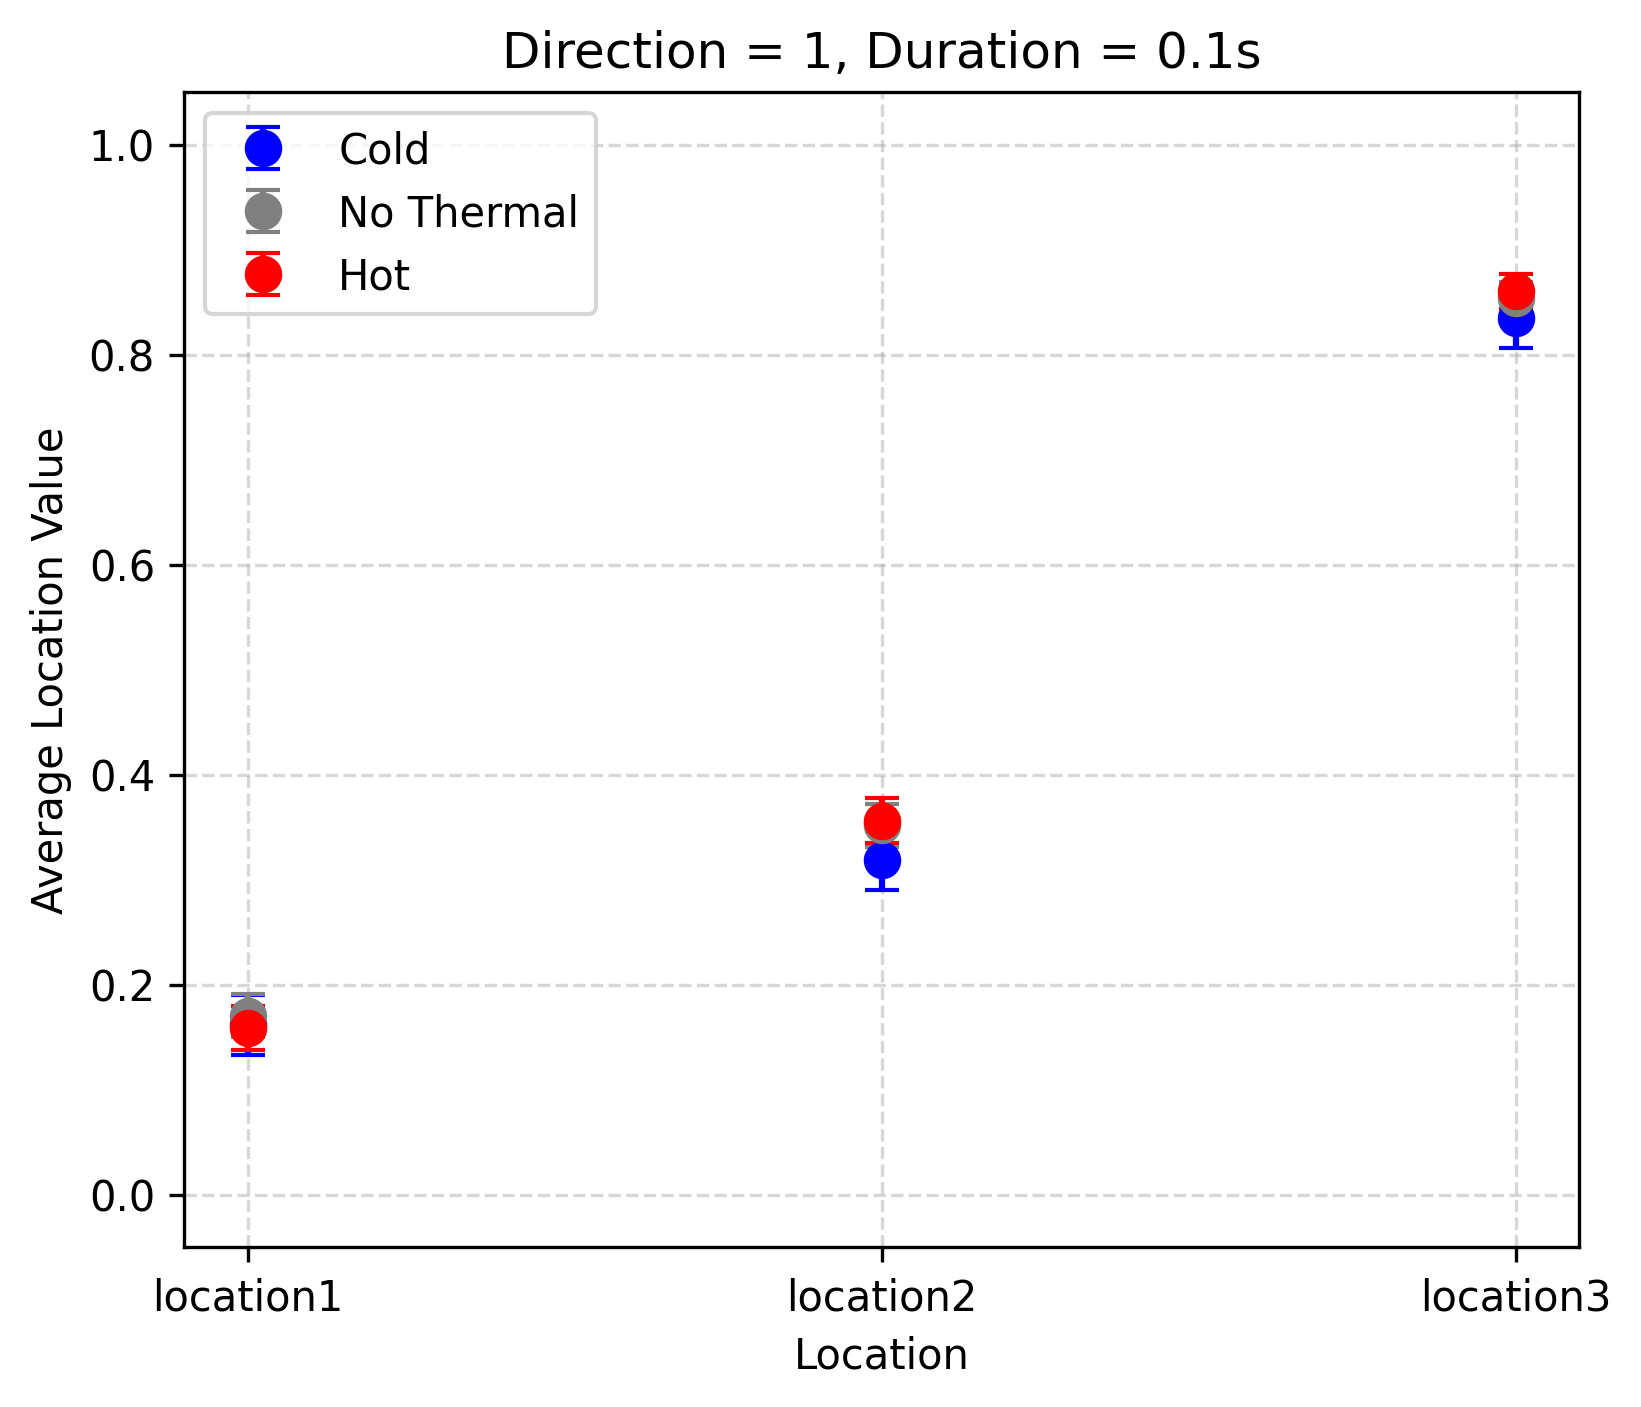 Direction = 1, Duration = 0.1s
Cold
No Thermal
Hot
1.0
0.8
0.6
0.4
0.2
0.0
Average Location Value
location1
location2
location3
Location